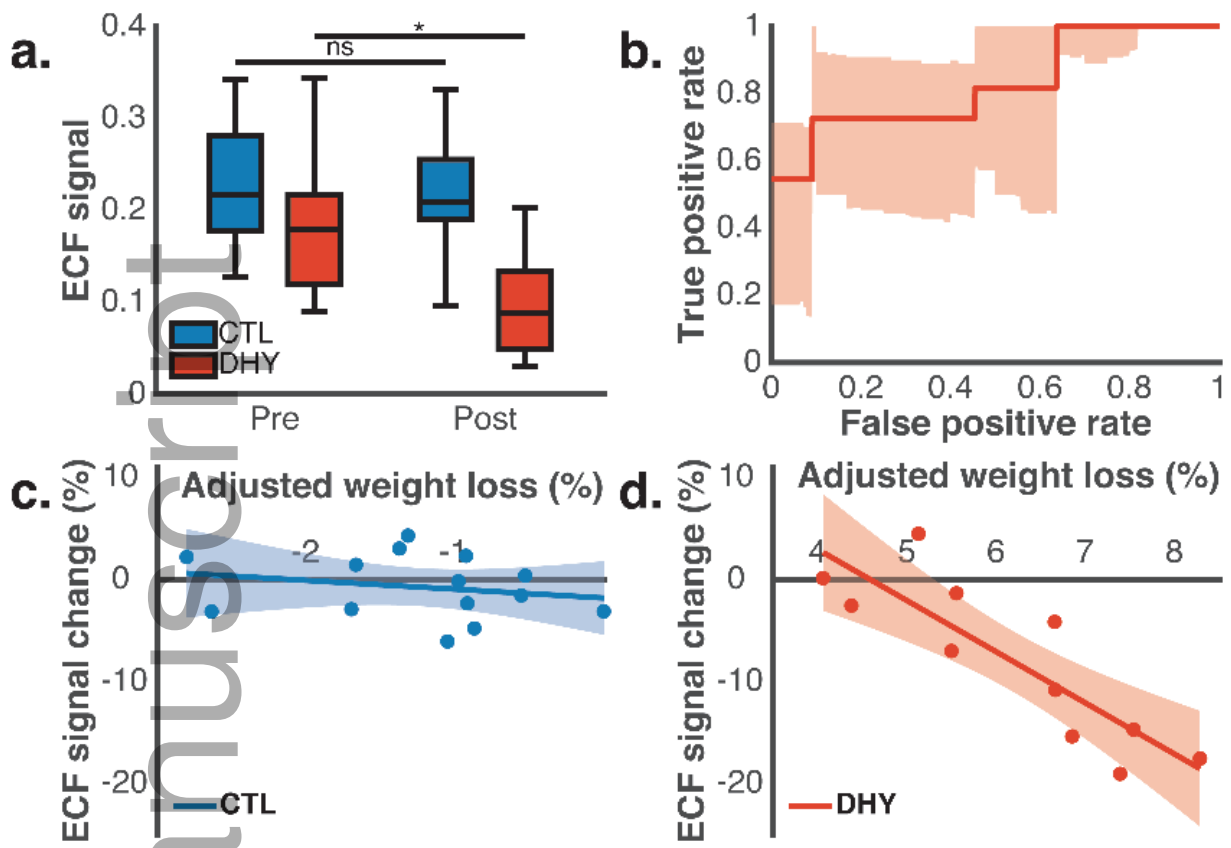 a.
0.4
0.3
0.2
0.1
0
ECF signal
ns
*
CTL
DHY
Pre
Post
b.
1
0.8
0.6
0.4
0.2
0
True positive rate
0
0.2
0.4
0.6
0.8
1
False positive rate
c.
10
0
-10
-20
ECF signal change (%)
Adjusted weight loss (%)
-2
-1
CTL
d.
10
0
-10
-20
ECF signal change (%)
Adjusted weight loss (%)
4
5
6
7
8
DHY